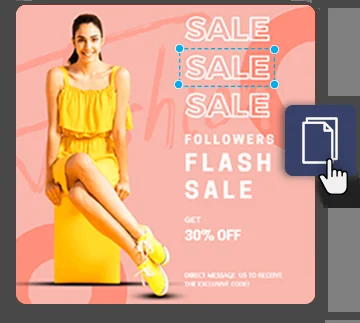 SALE
SALE
SALE
FOLLOWERS
FLASH
SALE
GET
30% OFF
DIRECT MESSAGE US TO RECEIVE
THE EXCLUSIVE CODE!